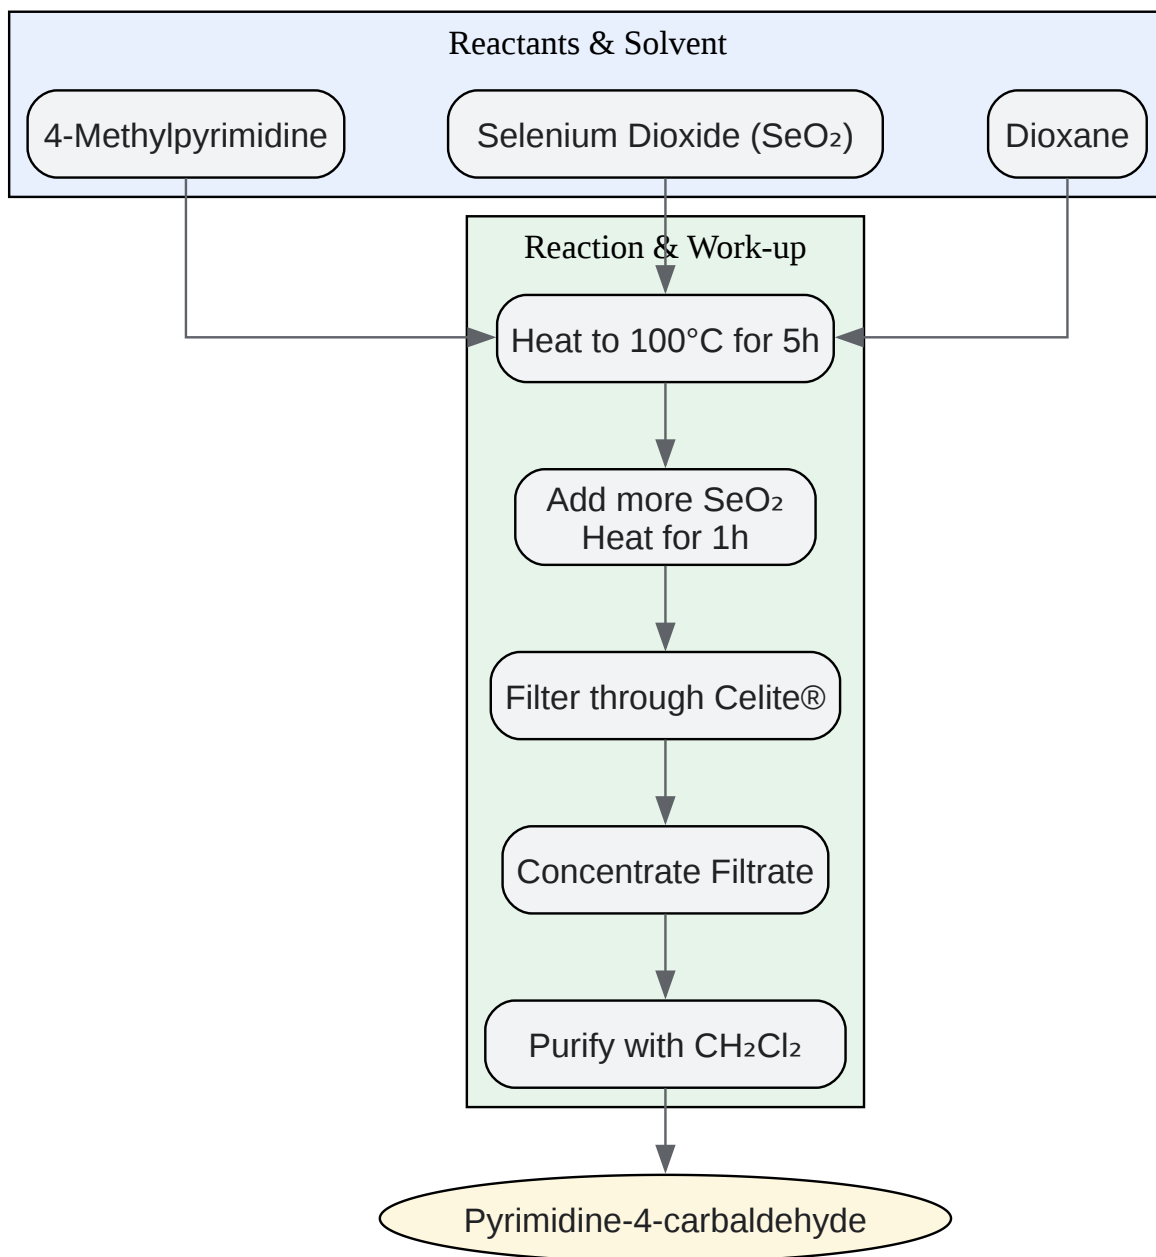 Reactants & Solvent
4-Methylpyrimidine
Selenium Dioxide (SeO₂)
Dioxane
Reaction & Work-up
Heat to 100°C for 5h
Add more SeO₂
Heat for 1h
Filter through Celite®
Concentrate Filtrate
Purify with CH₂Cl₂
Pyrimidine-4-carbaldehyde